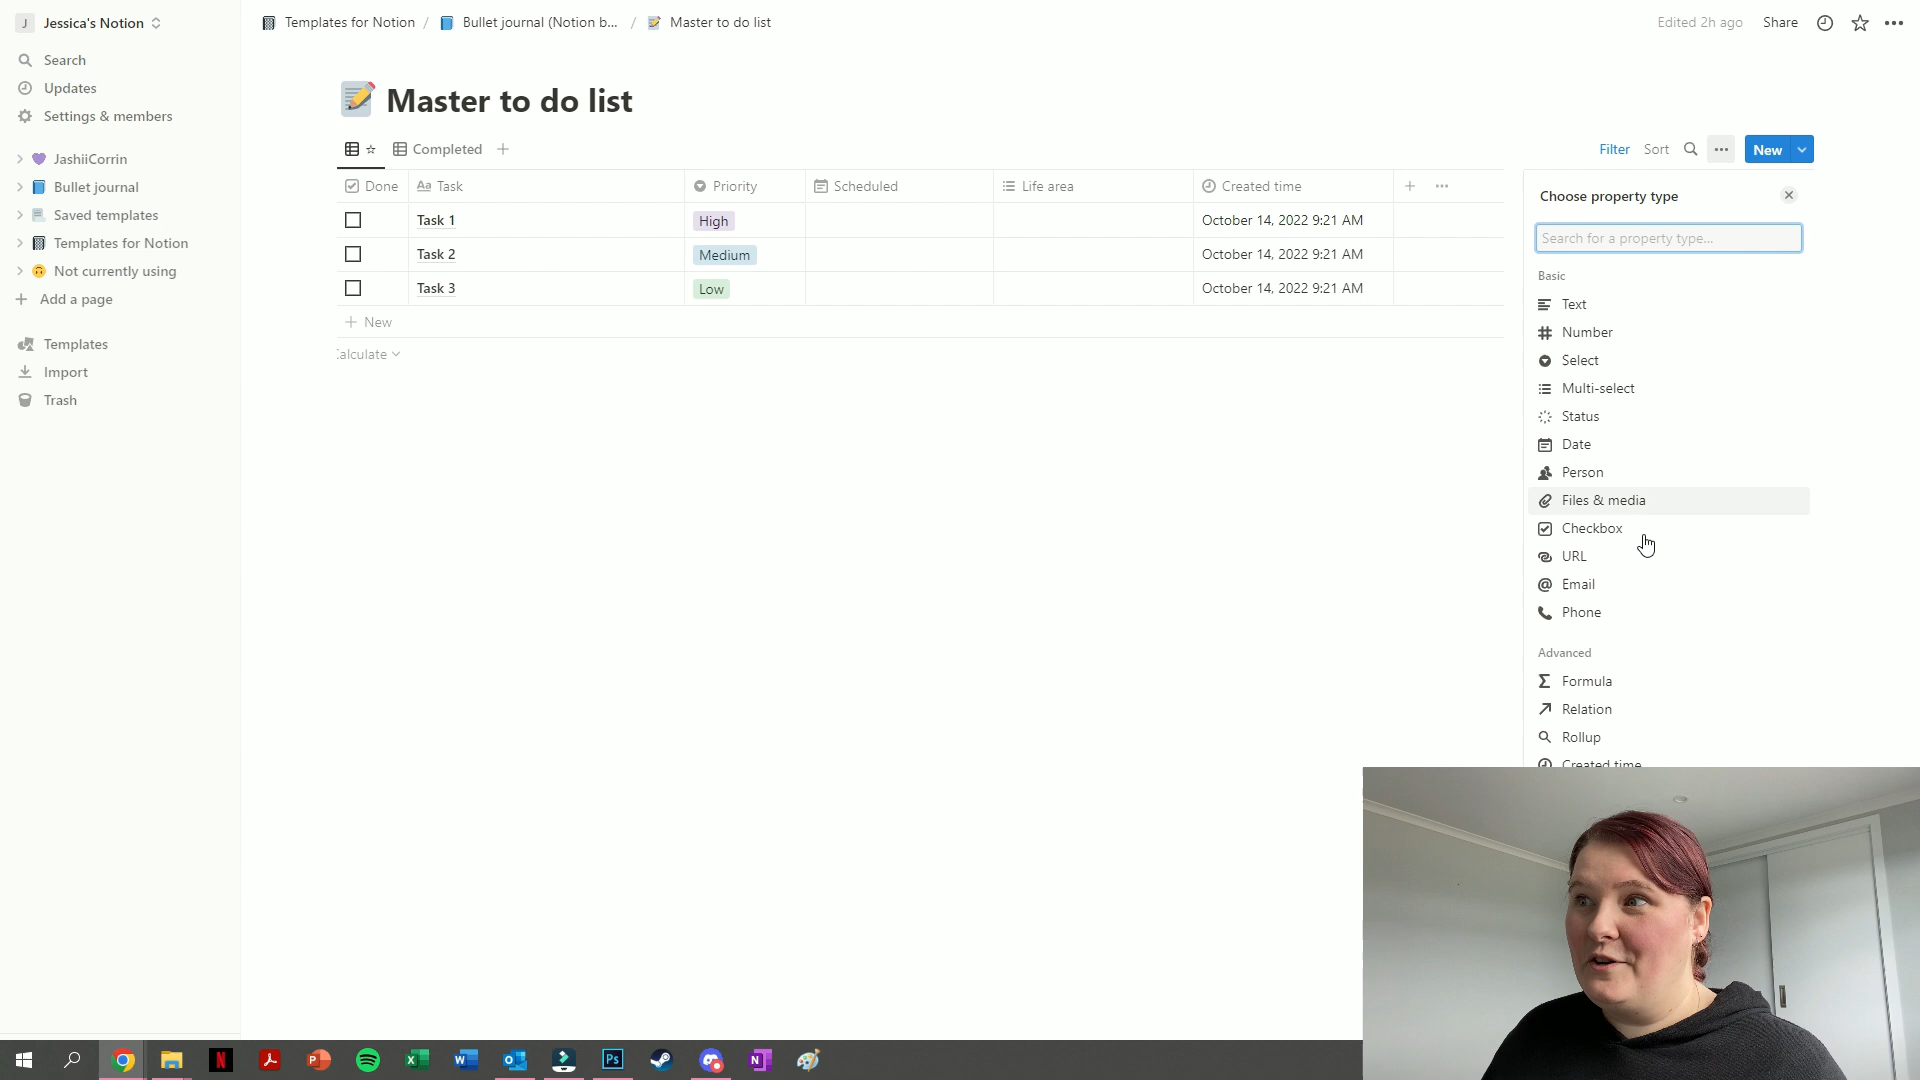 J Jessica's Notion
Search
Updates
Settings & members
JashiiCorrin
Bullet journal
Saved templates
Templates for Notion
Not currently using
Add a page
Templates
Import
Trash
Templates for Notion / Bullet journal (Notion b... / Master to do list
Edited 2h ago Share
Master to do list
Completed
Filter Sort New
Done Aa Task Priority Scheduled Life area Created time
Task 1 High October 14, 2022 9:21 AM
Task 2 Medium October 14, 2022 9:21 AM
Task 3 Low October 14, 2022 9:21 AM
New
Calculate
Choose property type
Search for a property type...
Basic
Text
Number
Select
Multi-select
Status
Date
Person
Files & media
Checkbox
URL
Email
Phone
Advanced
Formula
Relation
Rollup
Created time